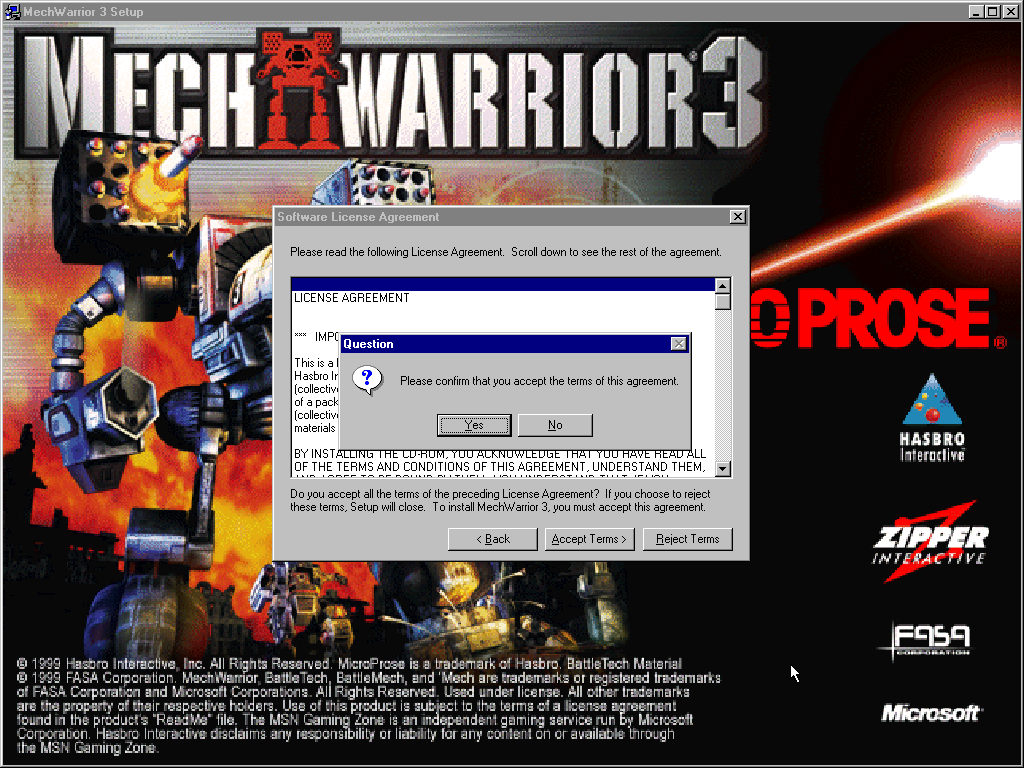 MechWarrior 3 Setup
MECHWARRIOR 3
Software License Agreement
Please read the following License Agreement. Scroll down to see the rest of the agreement.
LICENSE AGREEMENT
***
Question
This is a
Hasbro
Please confirm that you accept the terms of this agreement.
of a pack
Yes
No
materials
BY INSTALLING THE CD-ROM, YOU ACKNOWLEDGE THAT YOU HAVE READ ALL
OF THE TERMS AND CONDITIONS OF THIS AGREEMENT, UNDERSTAND THEM,
Do you accept all the terms of the preceding License Agreement? If you choose to reject
these terms, Setup will close. To install MechWarrior 3, you must accept this agreement.
< Back
Accept Terms >
Reject Terms
O PROSE®
HASBRO
Interactive™
ZIPPER
INTERACTIVE™
FASA
CORPORATION
Microsoft
© 1999 Hasbro Interactive, Inc. All Rights Reserved. MicroProse is a trademark of Hasbro. BattleTech Material
© 1999 FASA Corporation. MechWarrior, BattleTech, BattleMech, and 'Mech are trademarks or registered trademarks
of FASA Corporation and Microsoft Corporations. All Rights Reserved. Used under license. All other trademarks
are the property of their respective holders. Use of this product is subject to the terms of a license agreement
found in the product's "ReadMe" file. The MSN Gaming Zone is an independent gaming service run by Microsoft
Corporation. Hasbro Interactive disclaims any responsibility or liability for any content on or available through
the MSN Gaming Zone.